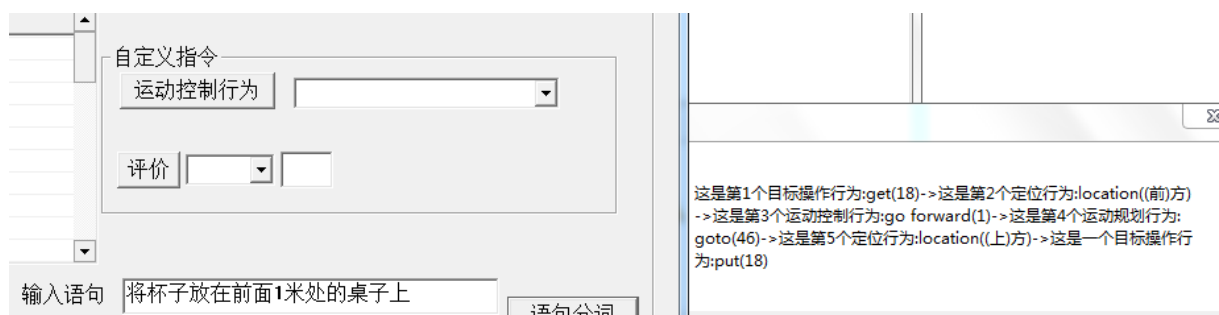 自定义指令
运动控制行为
评价
输入语句
将杯子放在前面1米处的桌子上
语句分词
这是第1个目标操作行为:get(18)->这是第2个定位行为:location((前)方)
->这是第3个运动控制行为:go forward(1)->这是第4个运动规划行为:
goto(46)->这是第5个定位行为:location((上)方)->这是一个目标操作行
为:put(18)